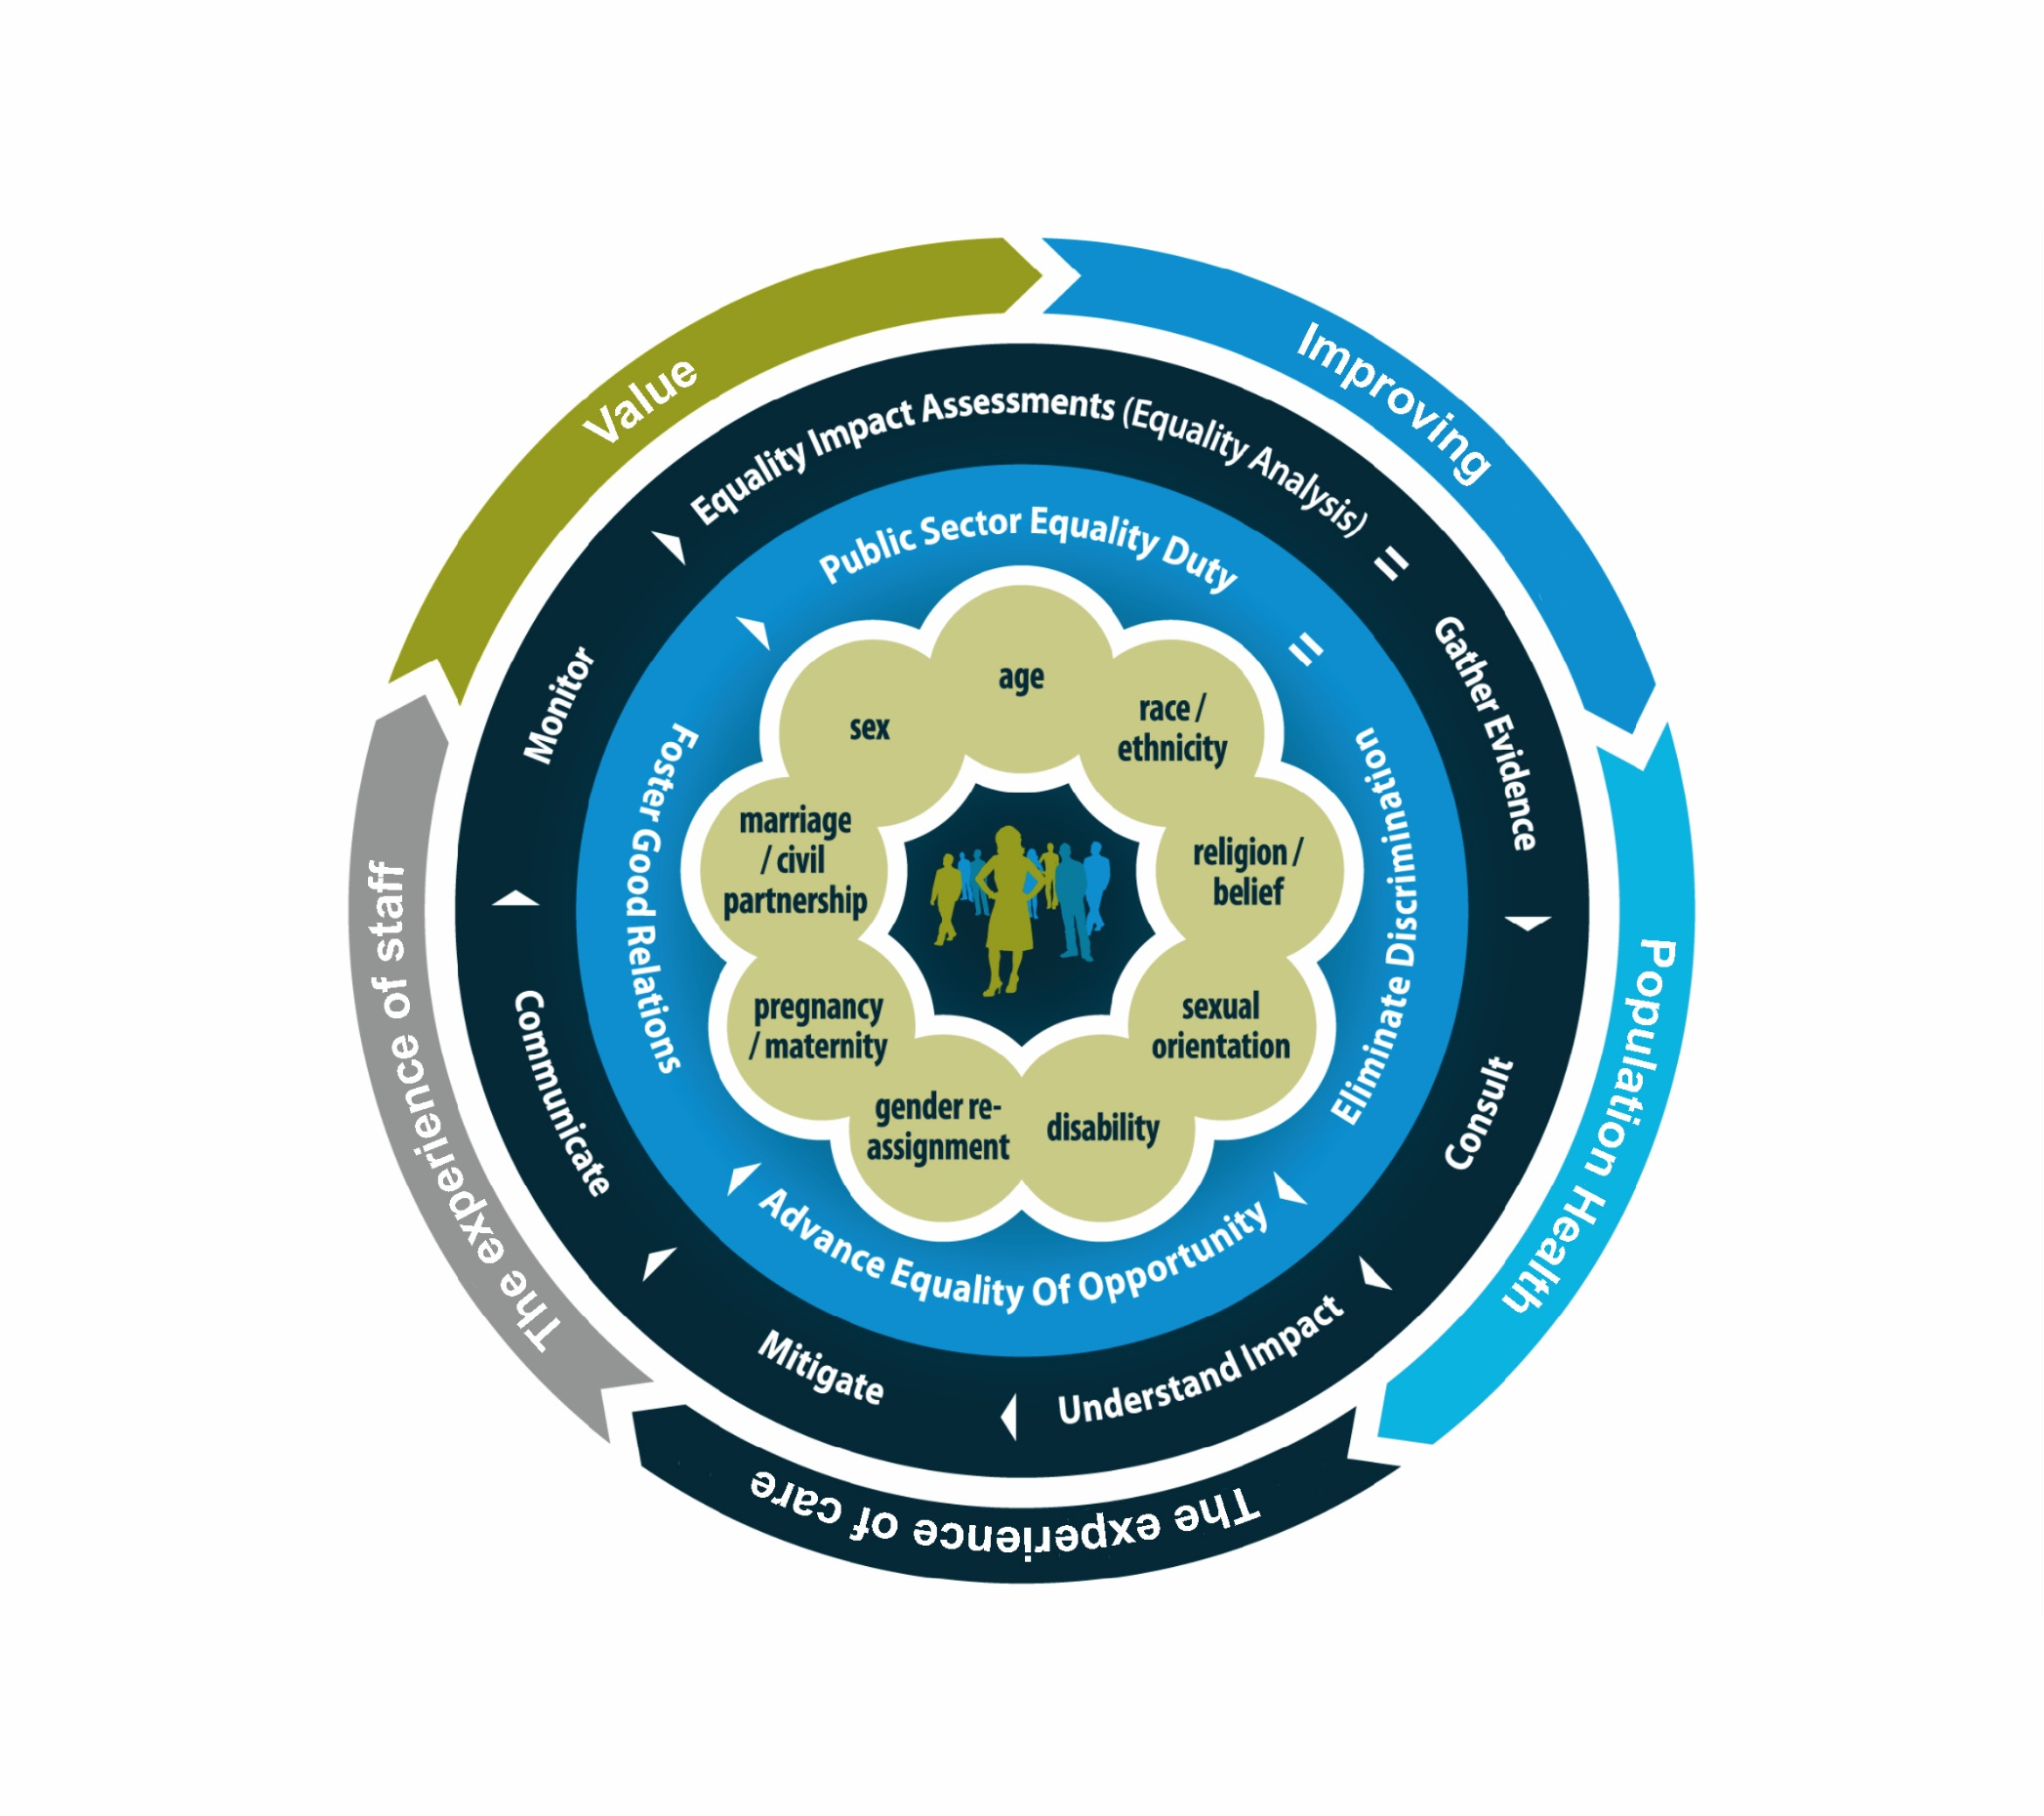 Value
Improving
Population Health
The experience of care
The experience of staff
Equality Impact Assessments (Equality Analysis) =
Gather Evidence
Consult
Understand Impact
Mitigate
Communicate
Monitor
Public Sector Equality Duty =
Eliminate Discrimination
Advance Equality Of Opportunity
Foster Good Relations
age
race /
ethnicity
religion /
belief
sexual
orientation
disability
gender re-
assignment
pregnancy
/ maternity
marriage
/ civil
partnership
sex